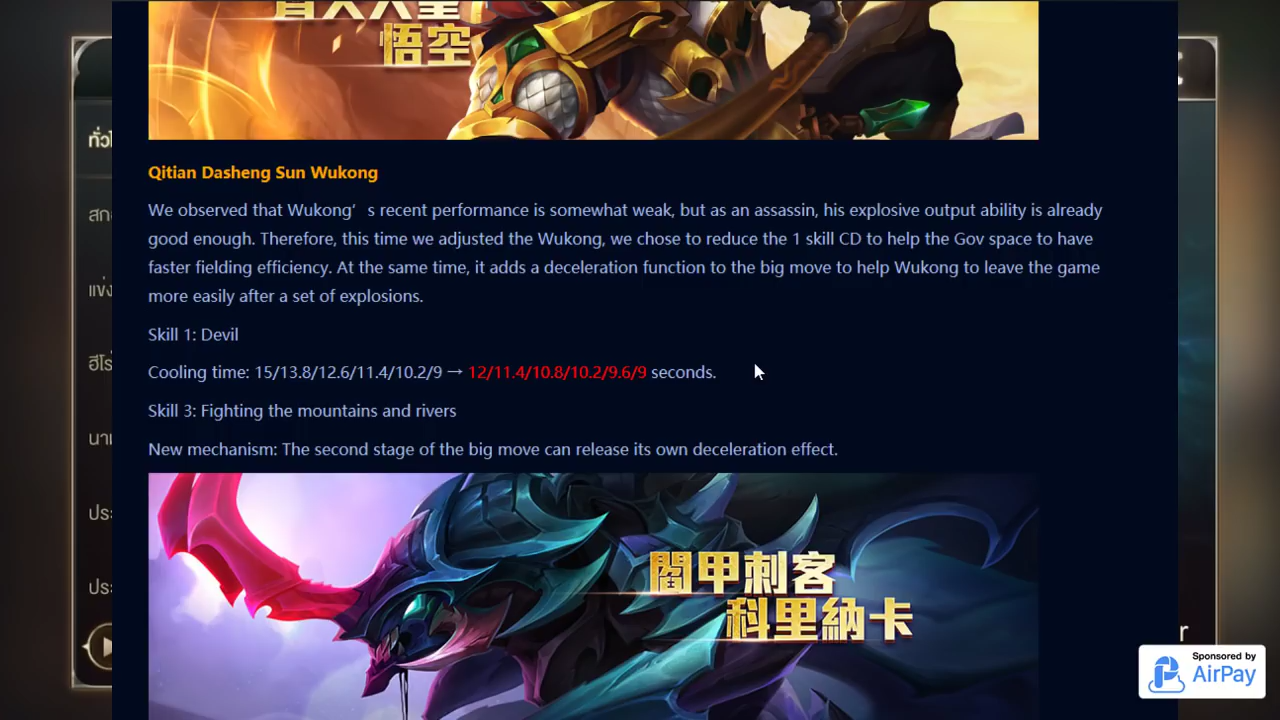 悟空
ทั่วไ
Qitian Dasheng Sun Wukong
We observed that Wukong’s recent performance is somewhat weak, but as an assassin, his explosive output ability is already
good enough. Therefore, this time we adjusted the Wukong, we chose to reduce the 1 skill CD to help the Gov space to have
faster fielding efficiency. At the same time, it adds a deceleration function to the big move to help Wukong to leave the game
more easily after a set of explosions.
Skill 1: Devil
Cooling time: 15/13.8/12.6/11.4/10.2/9 → 12/11.4/10.8/10.2/9.6/9 seconds.
Skill 3: Fighting the mountains and rivers
New mechanism: The second stage of the big move can release its own deceleration effect.
閻甲刺客
科里納卡
Sponsored by
AirPay